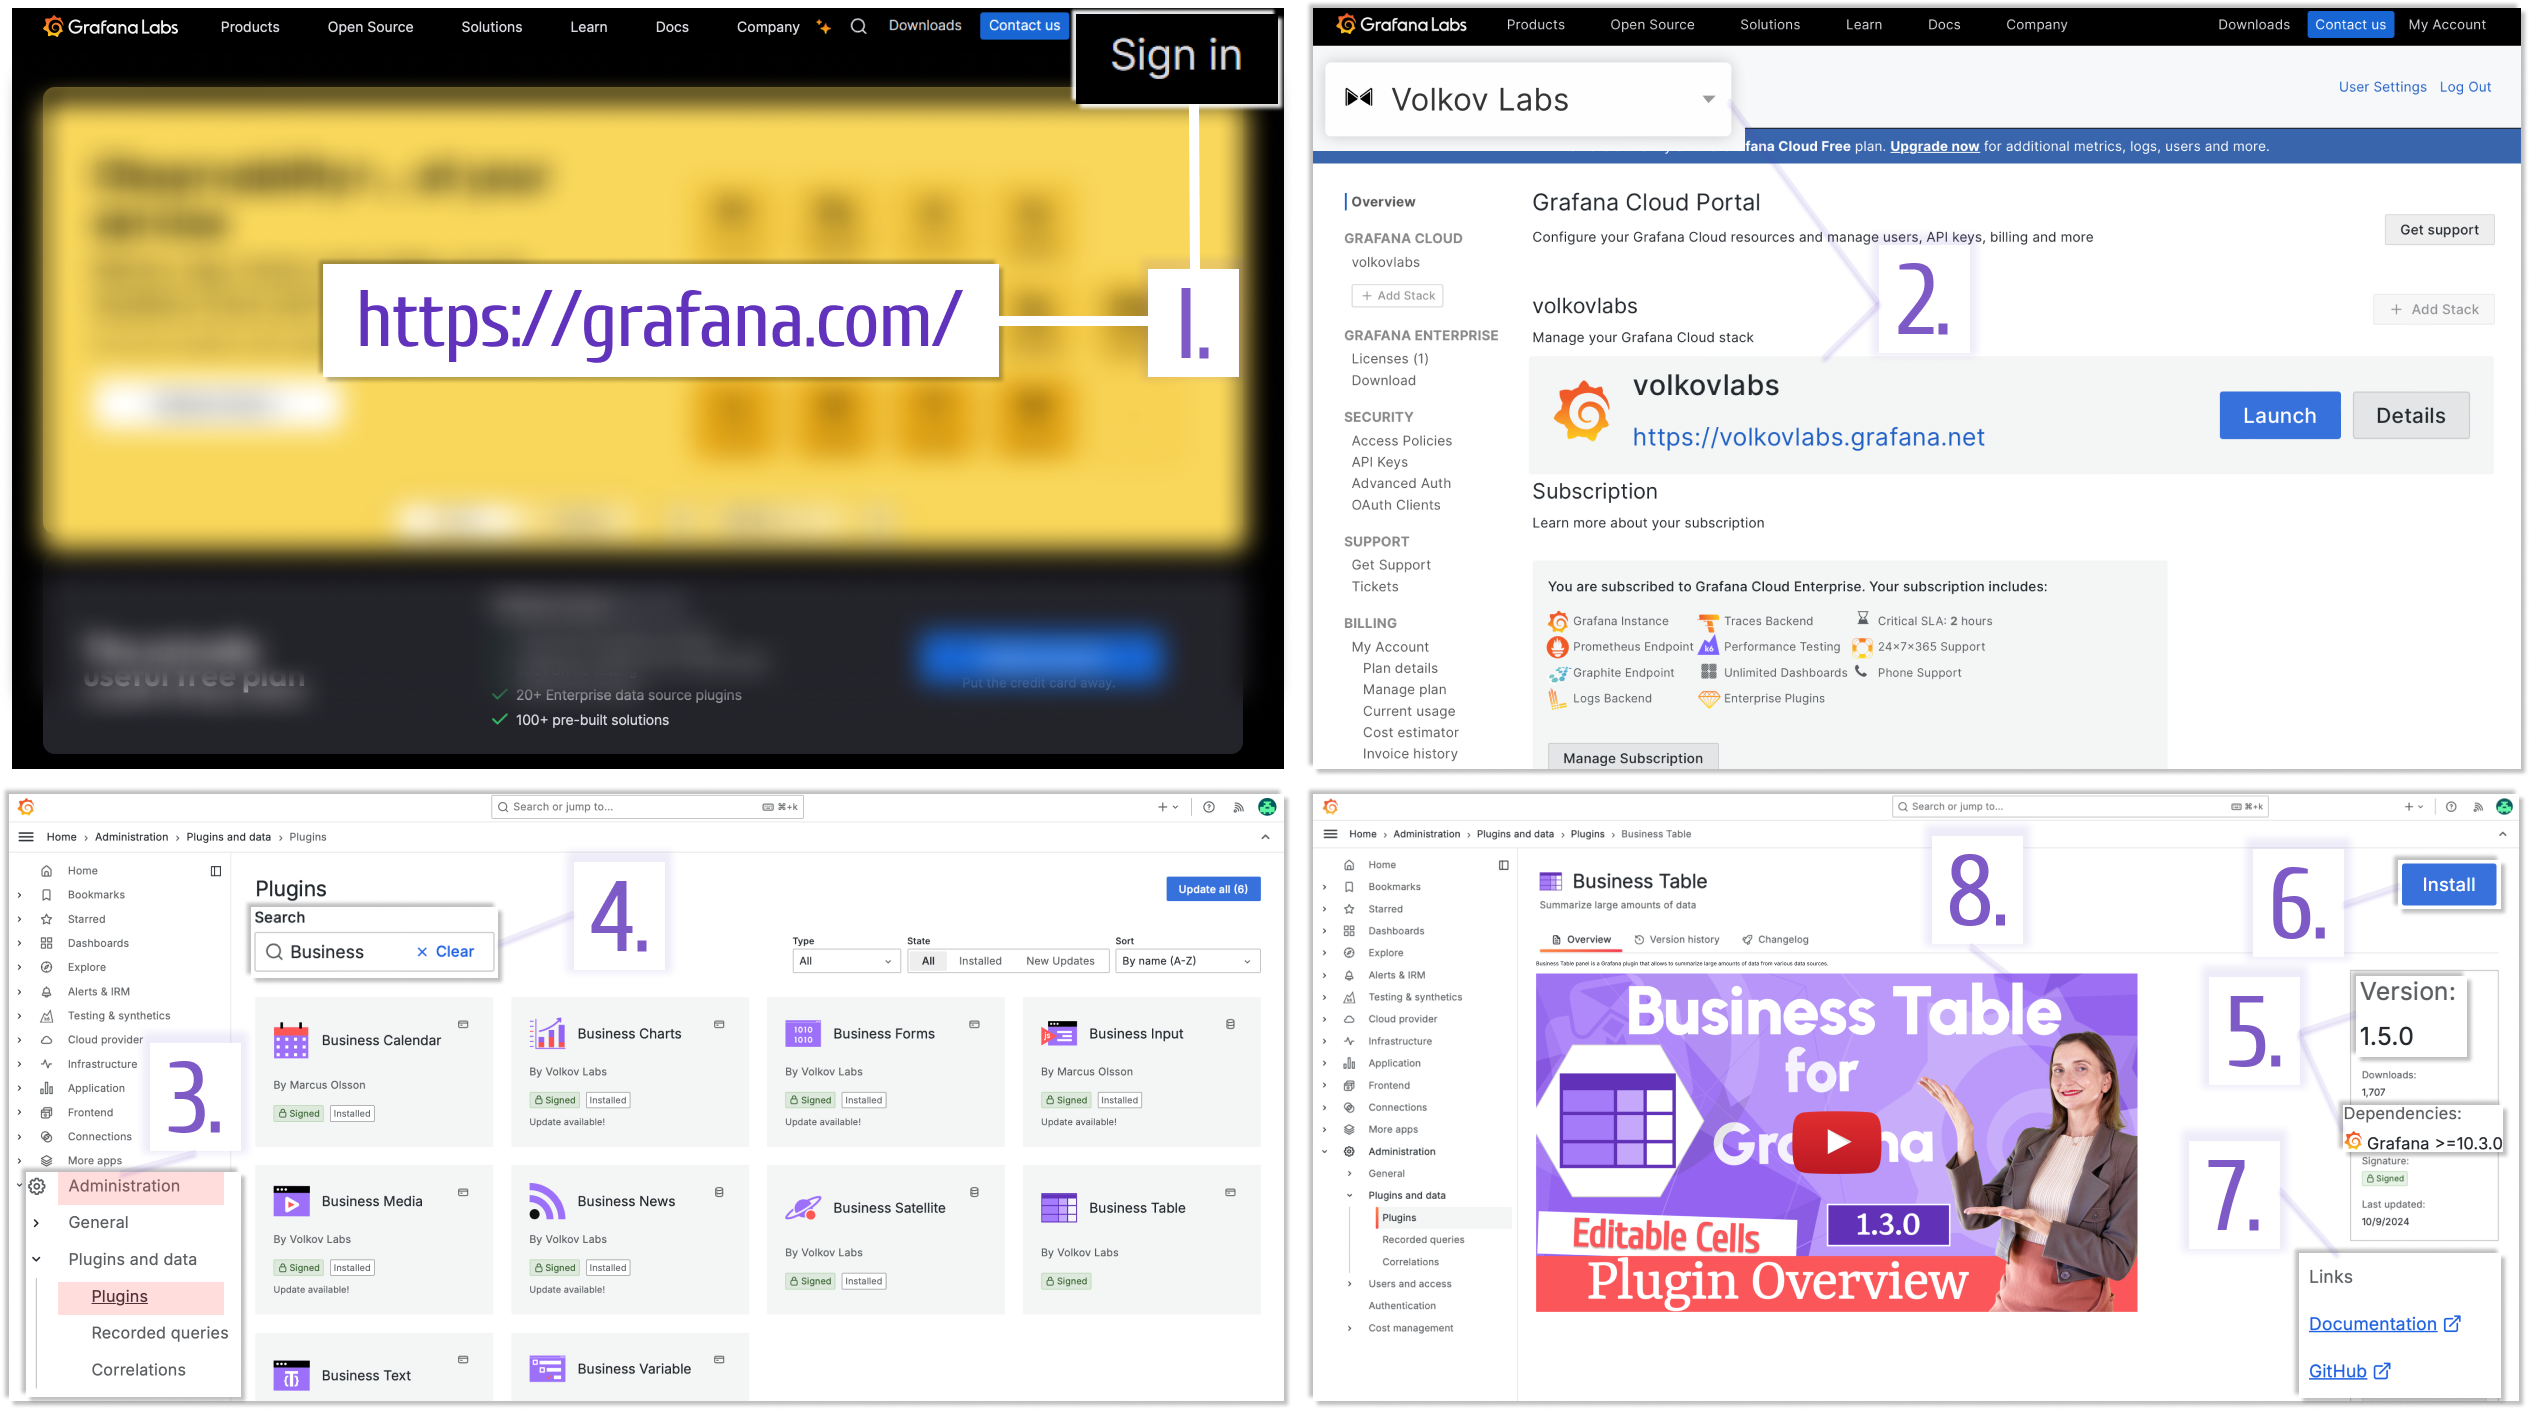 Grafana Labs
Products
Open Source
Solutions
Learn
Docs
Company
Downloads
Contact us
Sign in
https://grafana.com/
1.
useful free plan
20+ Enterprise data source plugins
100+ pre-built solutions
Put the credit card away.
Grafana Labs
Products
Open Source
Solutions
Learn
Docs
Company
Downloads
Contact us
My Account
Volkov Labs
User Settings
Log Out
fana Cloud Free plan. Upgrade now for additional metrics, logs, users and more.
Overview
GRAFANA CLOUD
volkovlabs
+ Add Stack
GRAFANA ENTERPRISE
Licenses (1)
Download
SECURITY
Access Policies
API Keys
Advanced Auth
OAuth Clients
SUPPORT
Get Support
Tickets
BILLING
My Account
Plan details
Manage plan
Current usage
Cost estimator
Invoice history
Grafana Cloud Portal
Configure your Grafana Cloud resources and manage users, API keys, billing and more
Get support
2.
volkovlabs
Manage your Grafana Cloud stack
+ Add Stack
volkovlabs
https://volkovlabs.grafana.net
Launch
Details
Subscription
Learn more about your subscription
You are subscribed to Grafana Cloud Enterprise. Your subscription includes:
Grafana Instance
Traces Backend
Critical SLA: 2 hours
Prometheus Endpoint
k6
Performance Testing
24×7×365 Support
Graphite Endpoint
Unlimited Dashboards
Phone Support
Logs Backend
Enterprise Plugins
Manage Subscription
Search or jump to...
⌘+k
Home › Administration › Plugins and data › Plugins
Home
Bookmarks
Starred
Dashboards
Explore
Alerts & IRM
Testing & synthetics
Cloud provider
Infrastructure
Application
Frontend
Connections
More apps
3.
Administration
General
Plugins and data
Plugins
Recorded queries
Correlations
Plugins
Update all (6)
Search
Business
× Clear
4.
Type
All
State
All
Installed
New Updates
Sort
By name (A-Z)
Business Calendar
By Marcus Olsson
Signed
Installed
Business Charts
By Volkov Labs
Signed
Installed
Update available!
1010
1010
Business Forms
By Volkov Labs
Signed
Installed
Update available!
Business Input
By Marcus Olsson
Signed
Installed
Update available!
Business Media
By Volkov Labs
Signed
Installed
Update available!
Business News
By Volkov Labs
Signed
Installed
Update available!
Business Satellite
By Volkov Labs
Signed
Installed
Business Table
By Volkov Labs
Signed
Business Text
Business Variable
Search or jump to...
⌘+k
Home › Administration › Plugins and data › Plugins › Business Table
Home
Bookmarks
Starred
Dashboards
Explore
Alerts & IRM
Testing & synthetics
Cloud provider
Infrastructure
Application
Frontend
Connections
More apps
Administration
General
Plugins and data
Plugins
Recorded queries
Correlations
Users and access
Authentication
Cost management
Business Table
Summarize large amounts of data
Overview
Version history
Changelog
Business Table panel is a Grafana plugin that allows to summarize large amounts of data from various data sources.
8.
Business Table
for
Grafana
1.3.0
Editable Cells
Plugin Overview
6.
Install
5.
Version:
1.5.0
Downloads:
1,707
Dependencies:
Grafana >=10.3.0
Signature:
Signed
Last updated:
10/9/2024
7.
Links
Documentation
GitHub